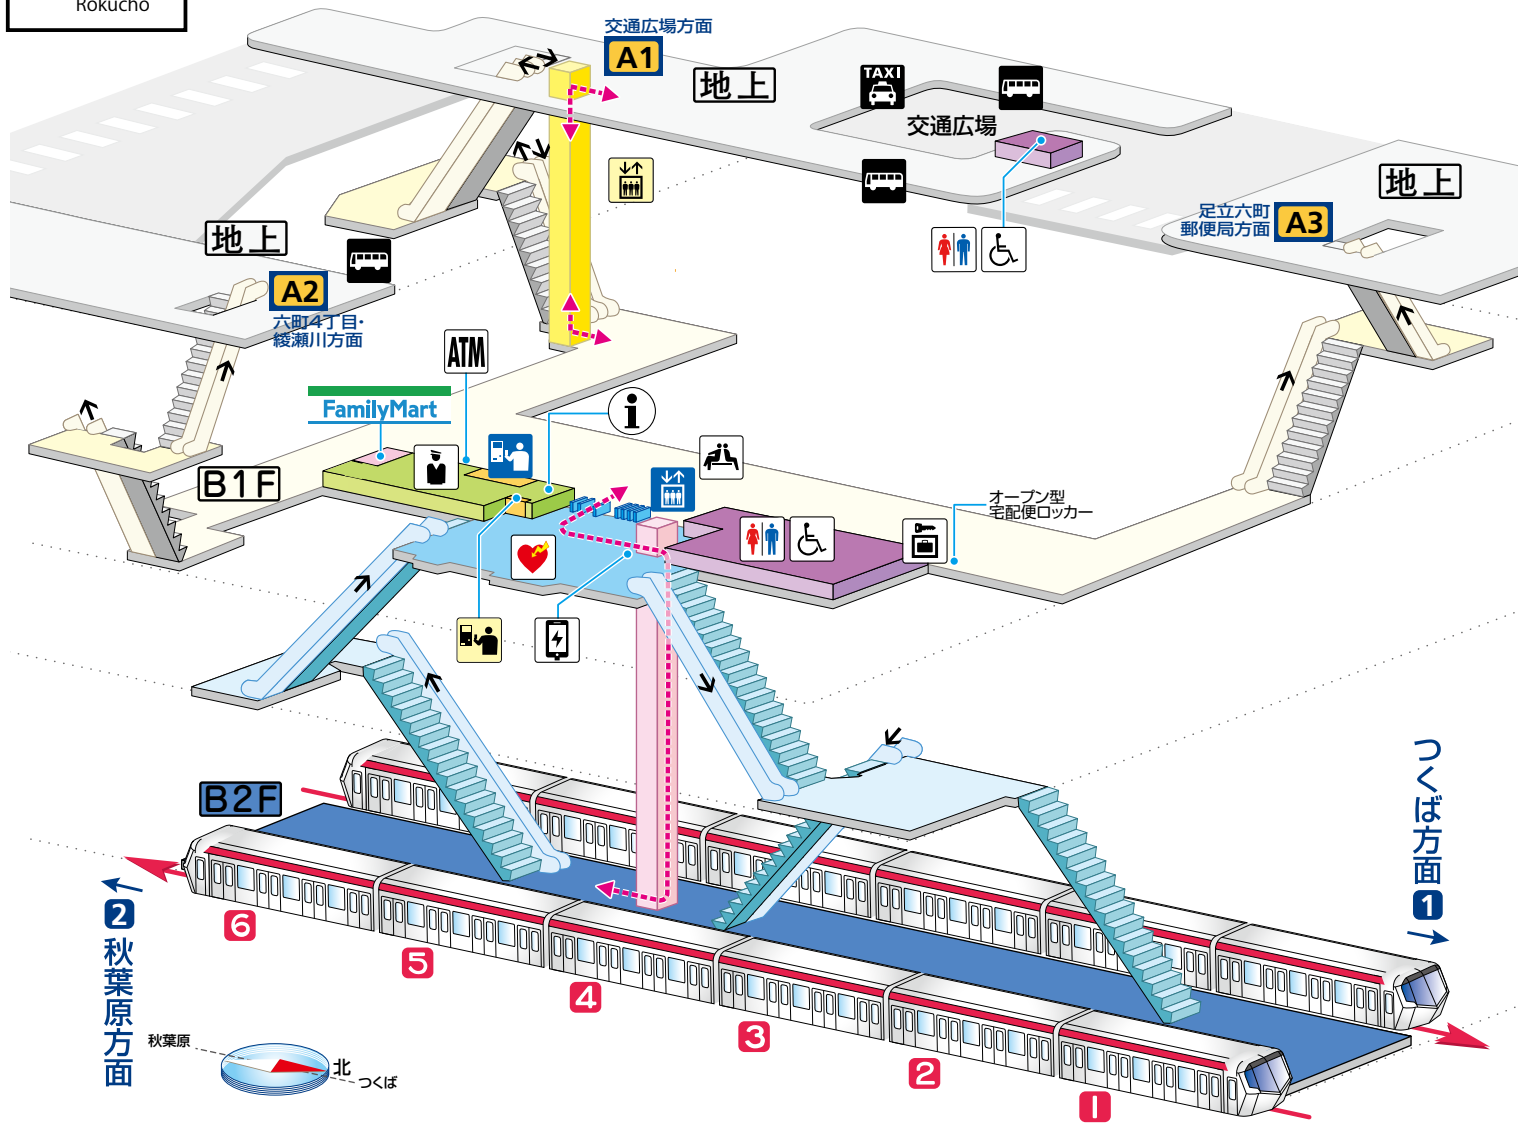 Rokucho
交通広場方面
A1
地上
TAXI
交通広場
地上
足立六町
郵便局方面
A3
地上
A2
六町4丁目・
綾瀬川方面
ATM
FamilyMart
B1F
オープン型
宅配便ロッカー
B2F
つくば方面
1
2
秋葉原方面
6
5
4
3
2
1
秋葉原
北
つくば